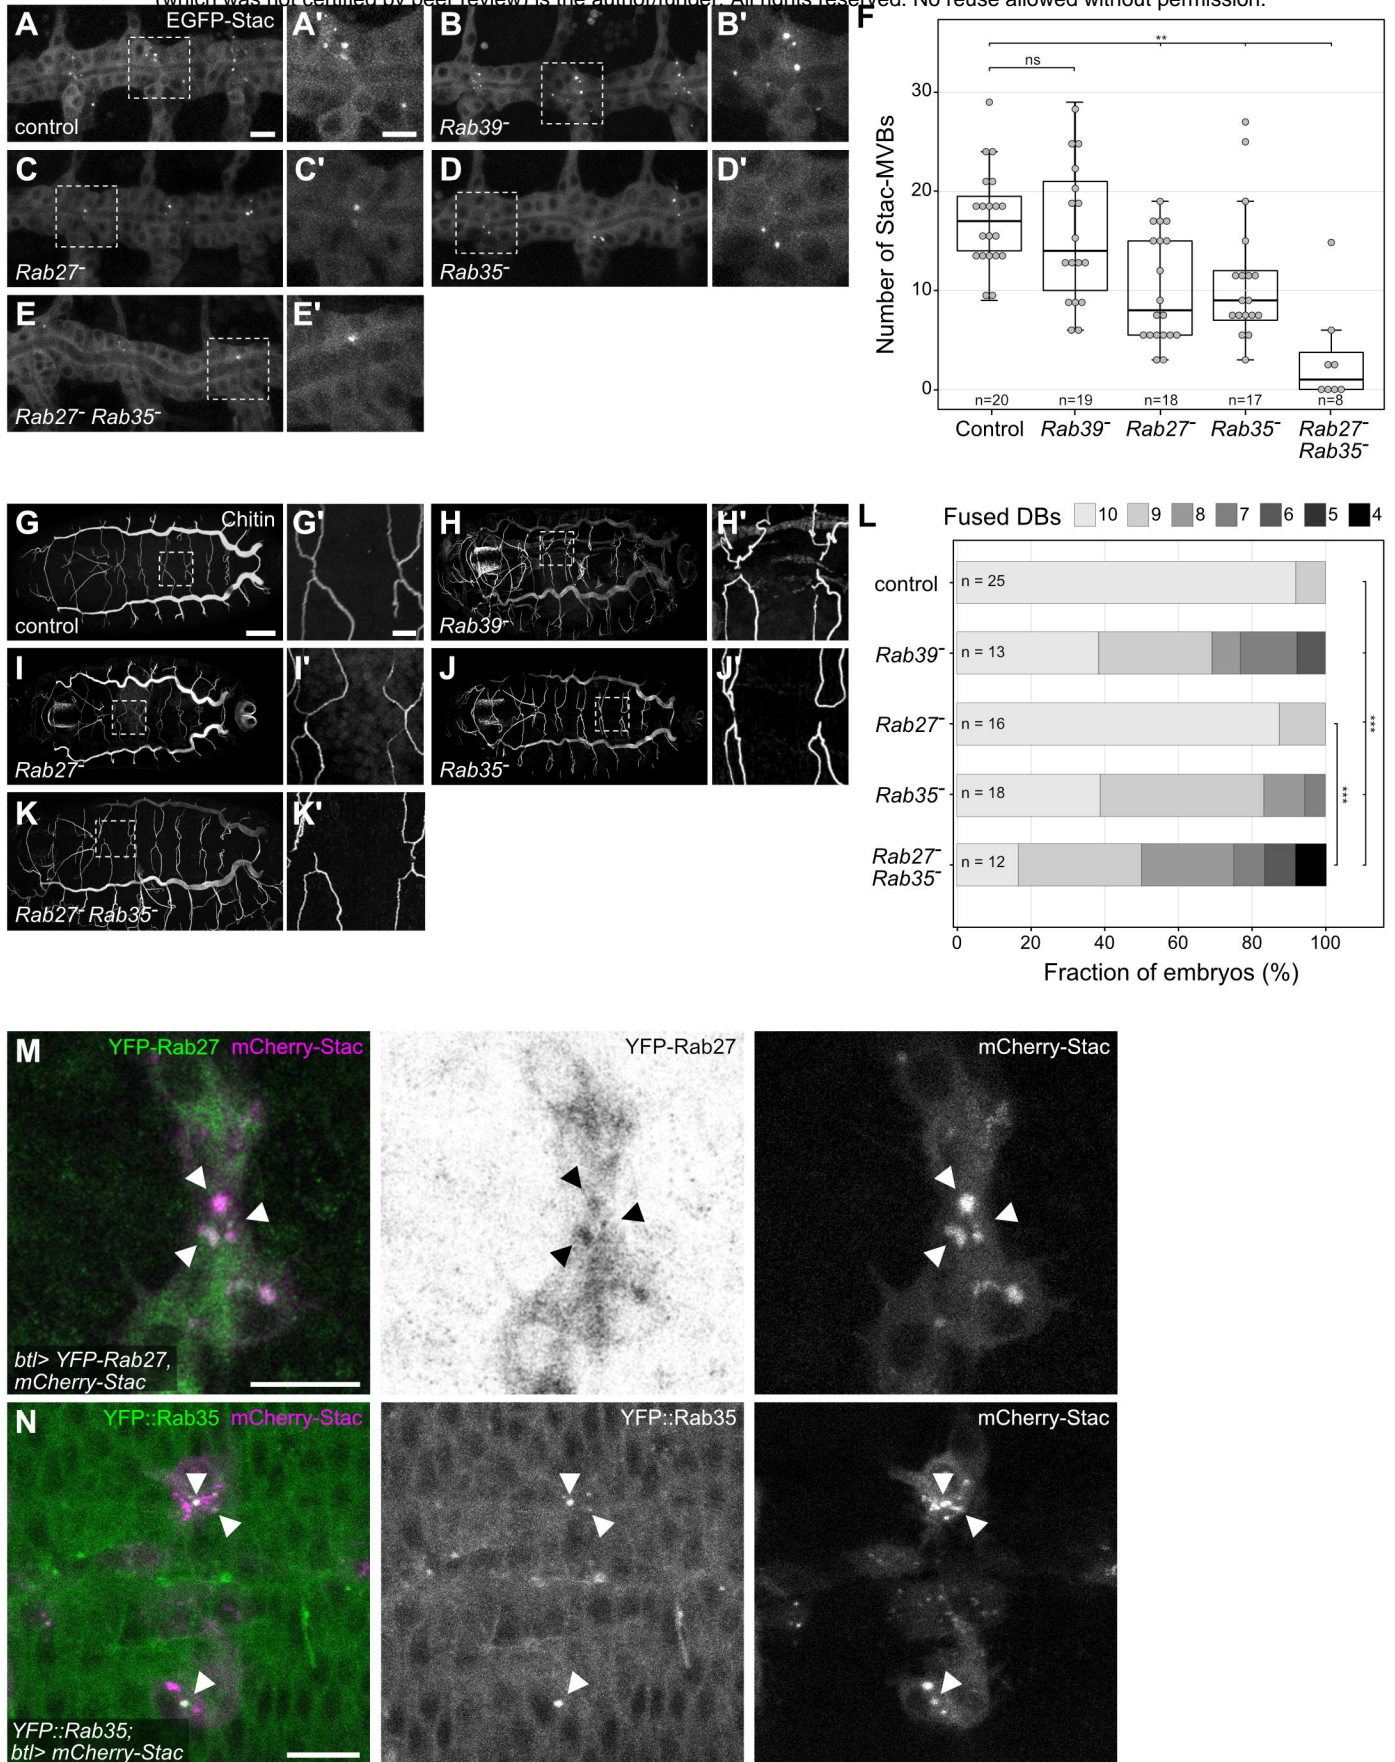 (which was not certified by peer review) is the author/funder. All rights reserved. No reuse allowed without permission.
A EGFP-Stac
control
A'
B
Rab39-
B'
C
Rab27-
C'
D
Rab35-
D'
E
Rab27- Rab35-
E'
F
**
ns
Number of Stac-MVBs
30
20
10
0
n=20 n=19 n=18 n=17 n=8
Control Rab39- Rab27- Rab35- Rab27-
Rab35-
G Chitin
control
G'
H
Rab39-
H'
I
Rab27-
I'
J
Rab35-
J'
K
Rab27- Rab35-
K'
L
Fused DBs 10 9 8 7 6 5 4
control n = 25
Rab39- n = 13
Rab27- n = 16
Rab35- n = 18
Rab27-
Rab35- n = 12
***
***
0 20 40 60 80 100
Fraction of embryos (%)
M YFP-Rab27 mCherry-Stac
btl> YFP-Rab27,
mCherry-Stac
YFP-Rab27
mCherry-Stac
N YFP::Rab35 mCherry-Stac
YFP::Rab35;
btl> mCherry-Stac
YFP::Rab35
mCherry-Stac